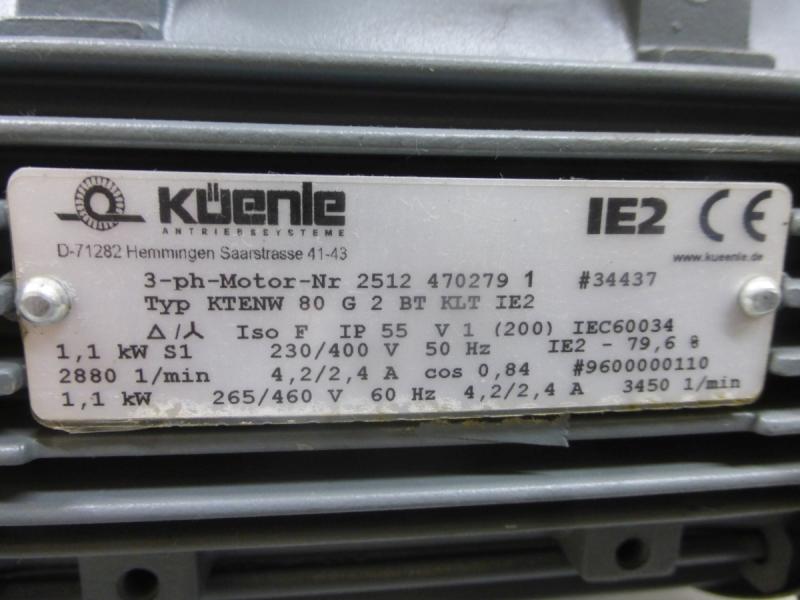 Küenle
ANTRIEBSSYSTEME
IE2 CE
D-71282 Hemmingen Saarstrasse 41-43
www.kueenle.de
3-ph-Motor-Nr 2512 470279 1 #34437
Typ KTENW 80 G 2 BT KLT IE2
Δ/⅄ Iso F IP 55 V 1 (200) IEC60034
1,1 kW S1 230/400 V 50 Hz IE2 - 79,6 %
2880 1/min 4,2/2,4 A cos 0,84 #9600000110
1,1 kW 265/460 V 60 Hz 4,2/2,4 A 3450 1/min